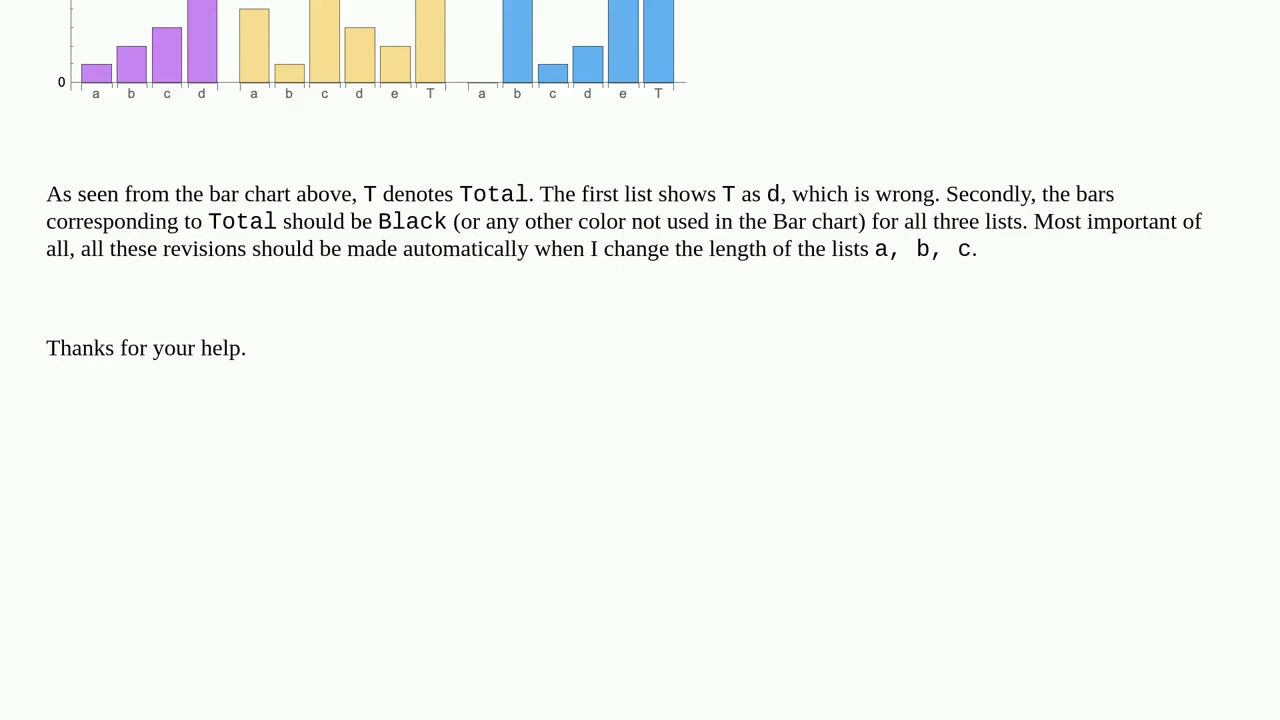 0
a b c d a b c d e T a b c d e T
As seen from the bar chart above, T denotes Total. The first list shows T as d, which is wrong. Secondly, the bars
corresponding to Total should be Black (or any other color not used in the Bar chart) for all three lists. Most important of
all, all these revisions should be made automatically when I change the length of the lists a, b, c.
Thanks for your help.